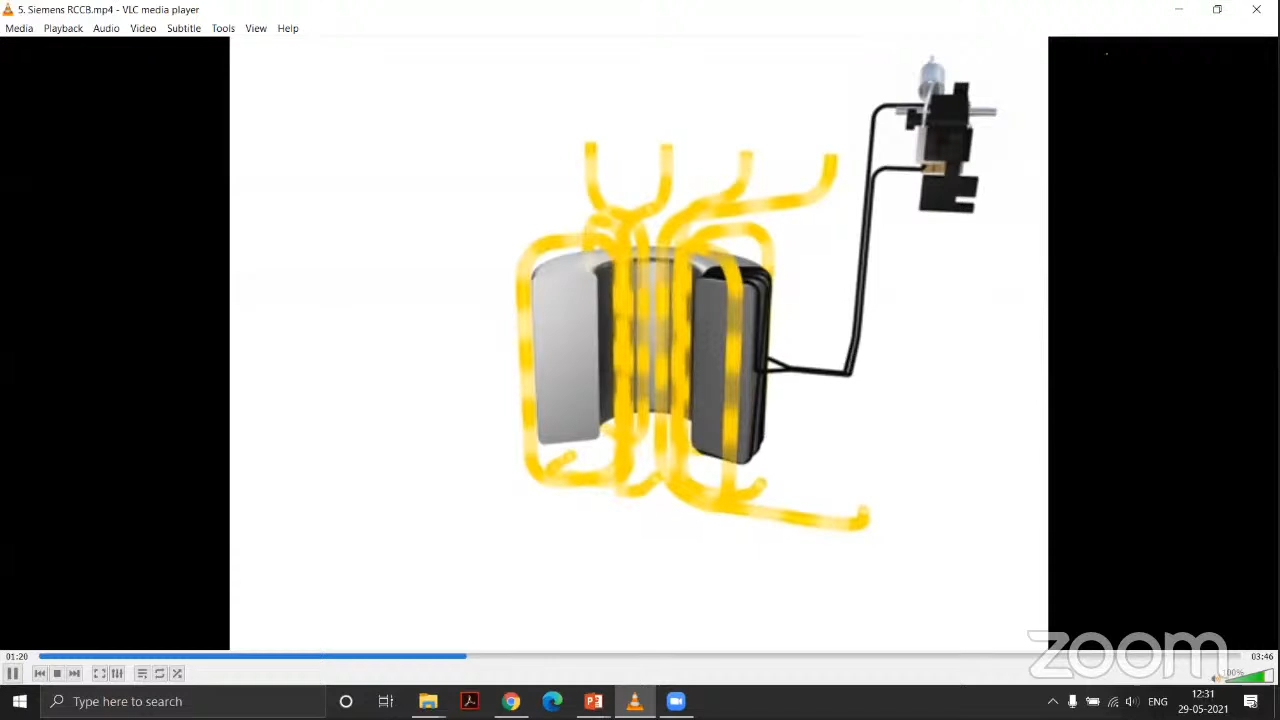 5. Siemens RCCB.mp4 - VLC media player
Media Playback Audio Video Subtitle Tools View Help
01:20
03:46
zoom
100%
Type here to search
ENG
12:31
29-05-2021